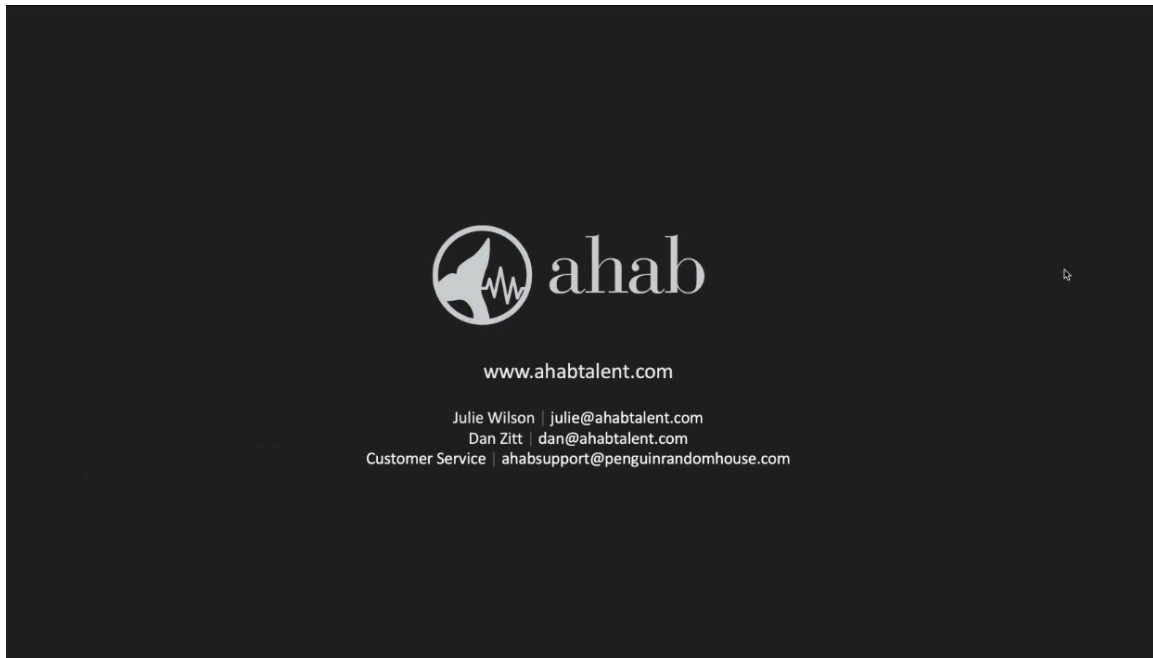 ahab
www.ahabtalent.com
Julie Wilson | julie@ahabtalent.com
Dan Zitt | dan@ahabtalent.com
Customer Service | ahabsupport@penguinrandomhouse.com